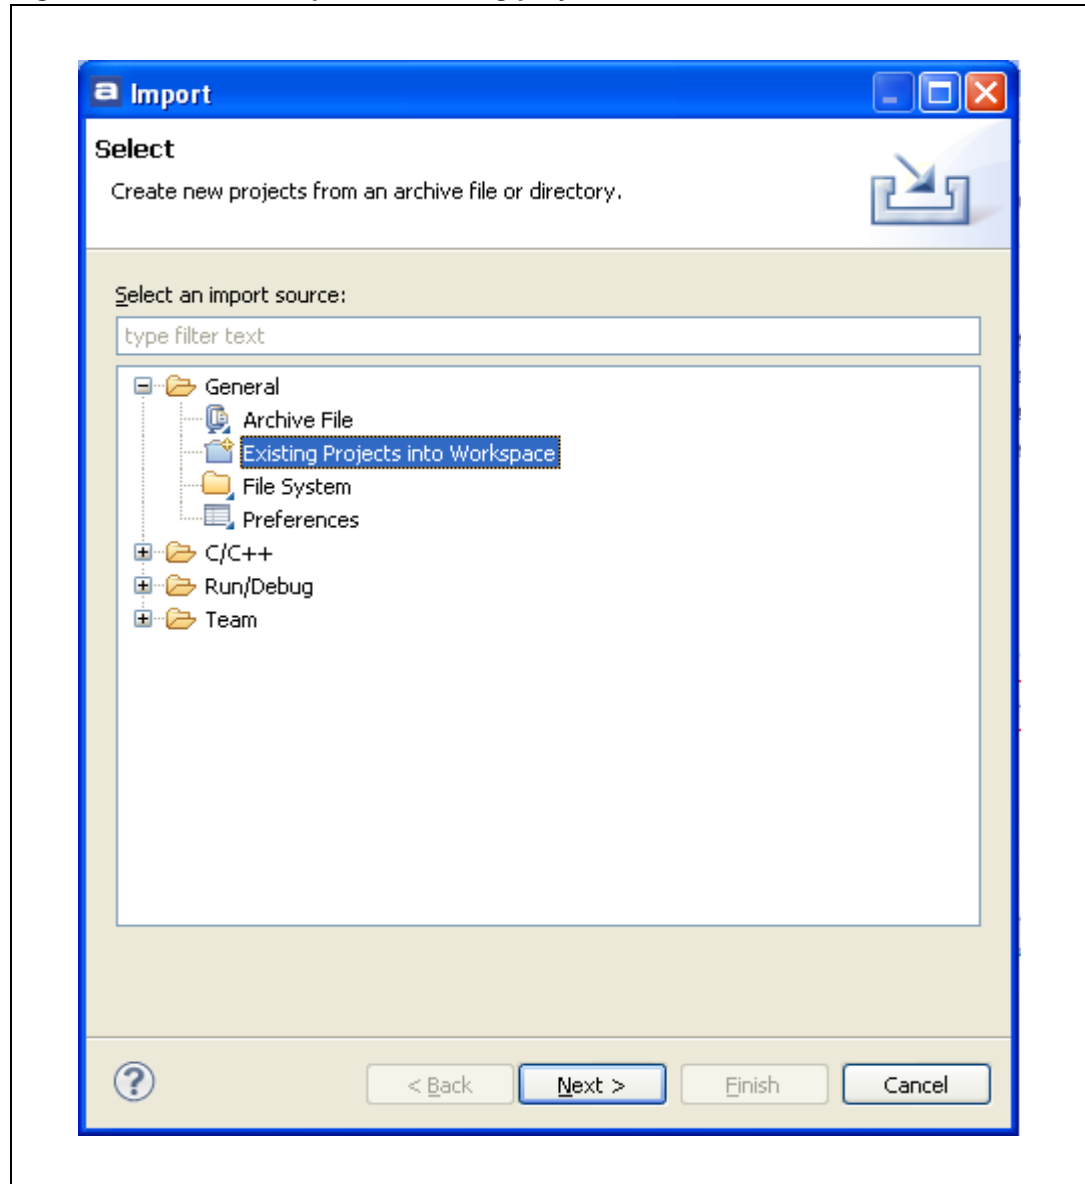 Import
Select
Create new projects from an archive file or directory.
Select an import source:
type filter text
General
Archive File
Existing Projects into Workspace
File System
Preferences
C/C++
Run/Debug
Team
< Back Next > Finish Cancel